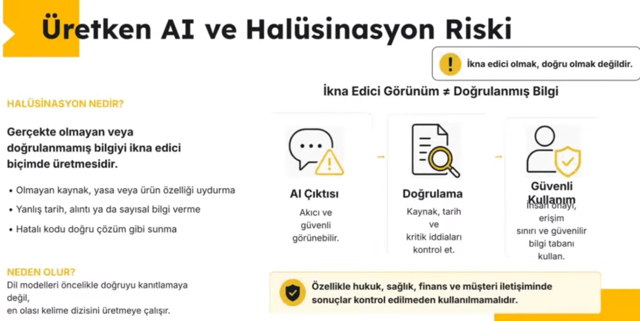 Üretken AI ve Halüsinasyon Riski
İkna edici olmak, doğru olmak değildir.
HALÜSİNASYON NEDİR?
Gerçekte olmayan veya
doğrulanmamış bilgiyi ikna edici
biçimde üretmesidir.
• Olmayan kaynak, yasa veya ürün özelliği uydurma
• Yanlış tarih, alıntı ya da sayısal bilgi verme
• Hatalı kodu doğru çözüm gibi sunma
NEDEN OLUR?
Dil modelleri öncelikle doğruyu kanıtlamaya
değil,
en olası kelime dizisini üretmeye çalışır.
İkna Edici Görünüm ≠ Doğrulanmış Bilgi
AI Çıktısı
Akıcı ve
güvenli
görünebilir.
Doğrulama
Kaynak, tarih
ve
kritik iddiaları
kontrol et.
Güvenli
Kullanım
İnsan onayı,
erişim
sınırı ve güvenilir
bilgi tabanı
kullan.
Özellikle hukuk, sağlık, finans ve müşteri iletişiminde
sonuçlar kontrol edilmeden kullanılmamalıdır.